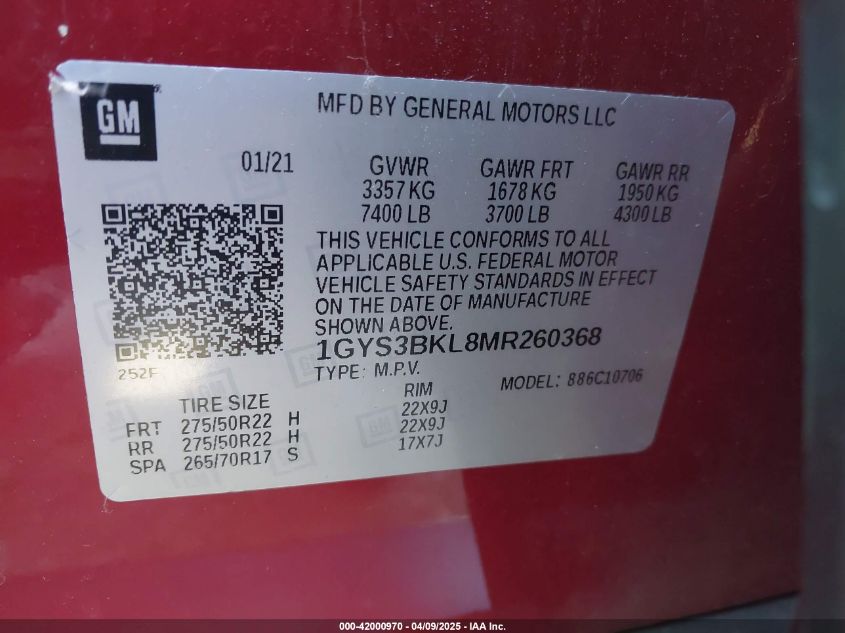 GM
MFD BY GENERAL MOTORS LLC
01/21 GVWR GAWR FRT GAWR RR
3357 KG 1678 KG 1950 KG
7400 LB 3700 LB 4300 LB
THIS VEHICLE CONFORMS TO ALL
APPLICABLE U.S. FEDERAL MOTOR
VEHICLE SAFETY STANDARDS IN EFFECT
ON THE DATE OF MANUFACTURE
SHOWN ABOVE.
1GYS3BKL8MR260368
252F TYPE: M.P.V. MODEL: 886C10706
TIRE SIZE RIM
FRT 275/50R22 H 22X9J
RR 275/50R22 H 22X9J
SPA 265/70R17 S 17X7J
000-42000970 - 04/09/2025 - IAA Inc.